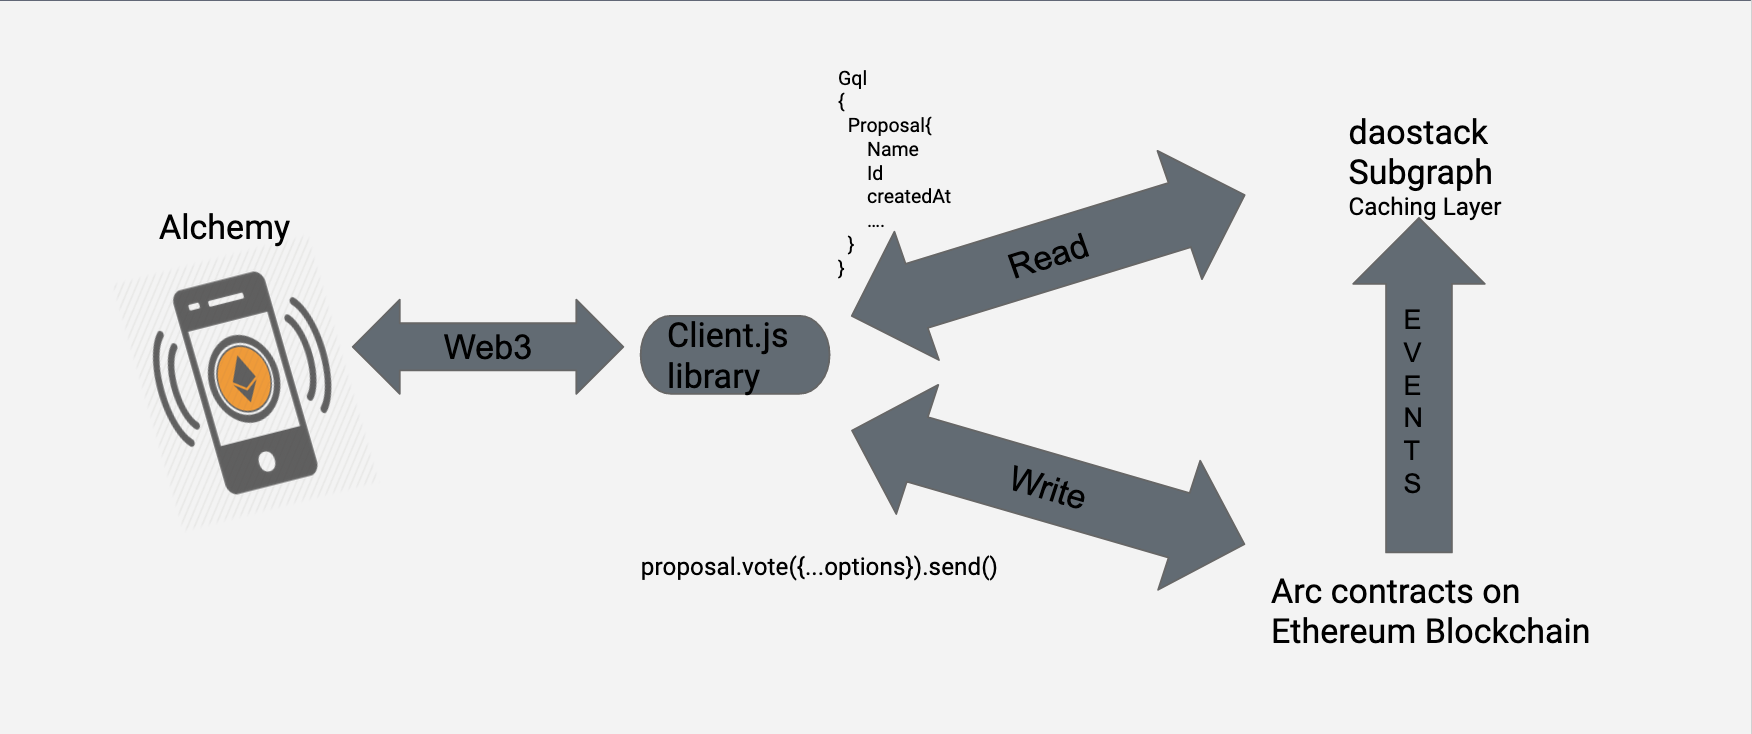 Gql
{
Proposal{
Name
Id
createdAt
....
}
}
daostack
Subgraph
Caching Layer
Alchemy
Read
Web3
Client.js
library
E
V
E
N
T
S
Write
proposal.vote({...options}).send()
Arc contracts on
Ethereum Blockchain